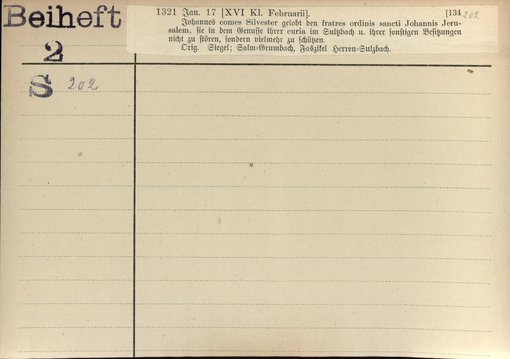 Beiheft
2
S 202
1321 Jan. 17 [XVI Kl. Februarii]. [134 202
Johannes comes Silvester gelobt den fratres ordinis sancti Johannis Jeru-
salem, sie in dem Genusse ihrer curia im Sulzbach u. ihrer sonstigen Besitzungen
nicht zu stören, sondern vielmehr zu schützen.
Orig. Siegel; Salm-Grumbach, Faszikel Herren-Sulzbach.